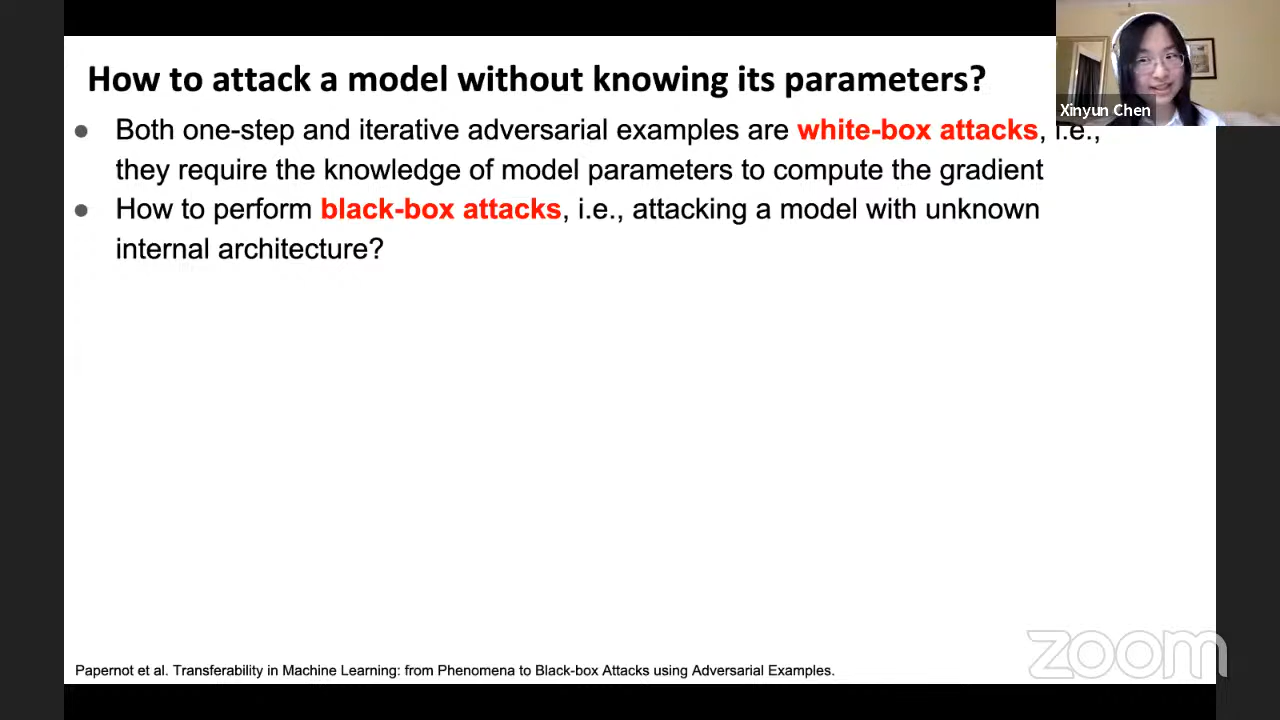 How to attack a model without knowing its parameters?
Xinyun Chen
● Both one-step and iterative adversarial examples are white-box attacks, i.e.,
they require the knowledge of model parameters to compute the gradient
● How to perform black-box attacks, i.e., attacking a model with unknown
internal architecture?
zoom
Papernot et al. Transferability in Machine Learning: from Phenomena to Black-box Attacks using Adversarial Examples.